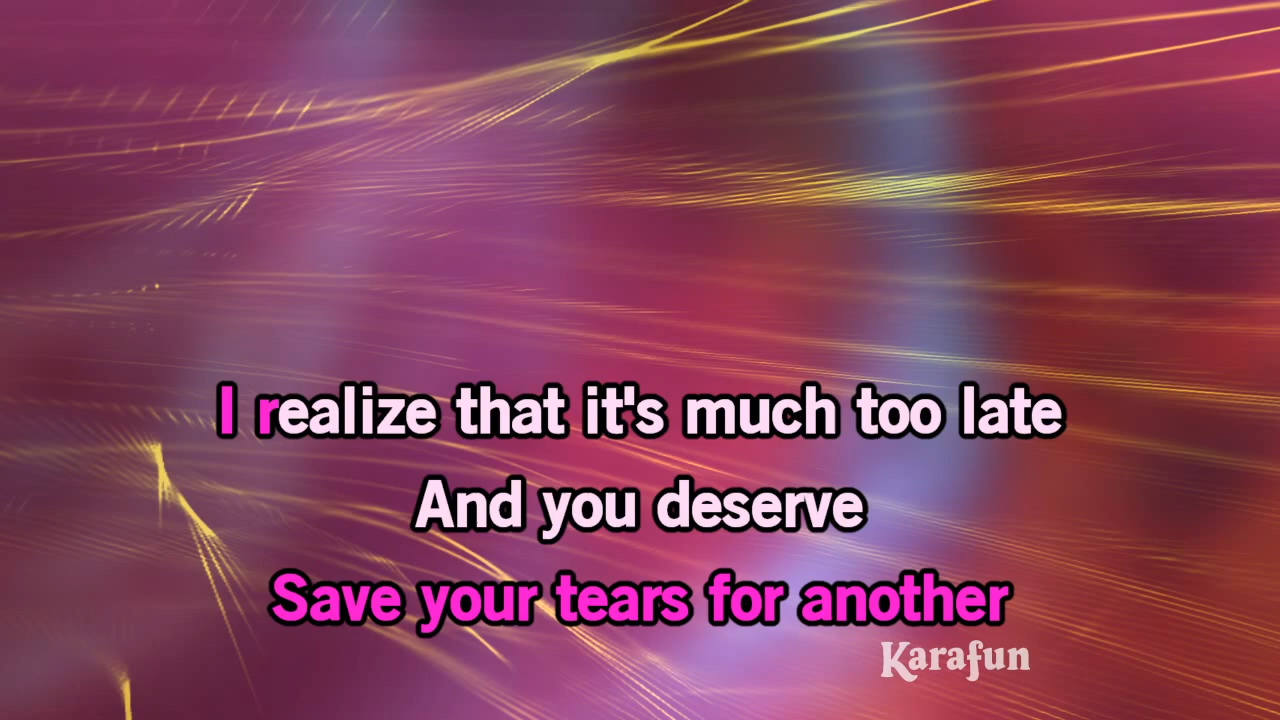 I realize that it's much too late
And you deserve
Save your tears for another
Karafun